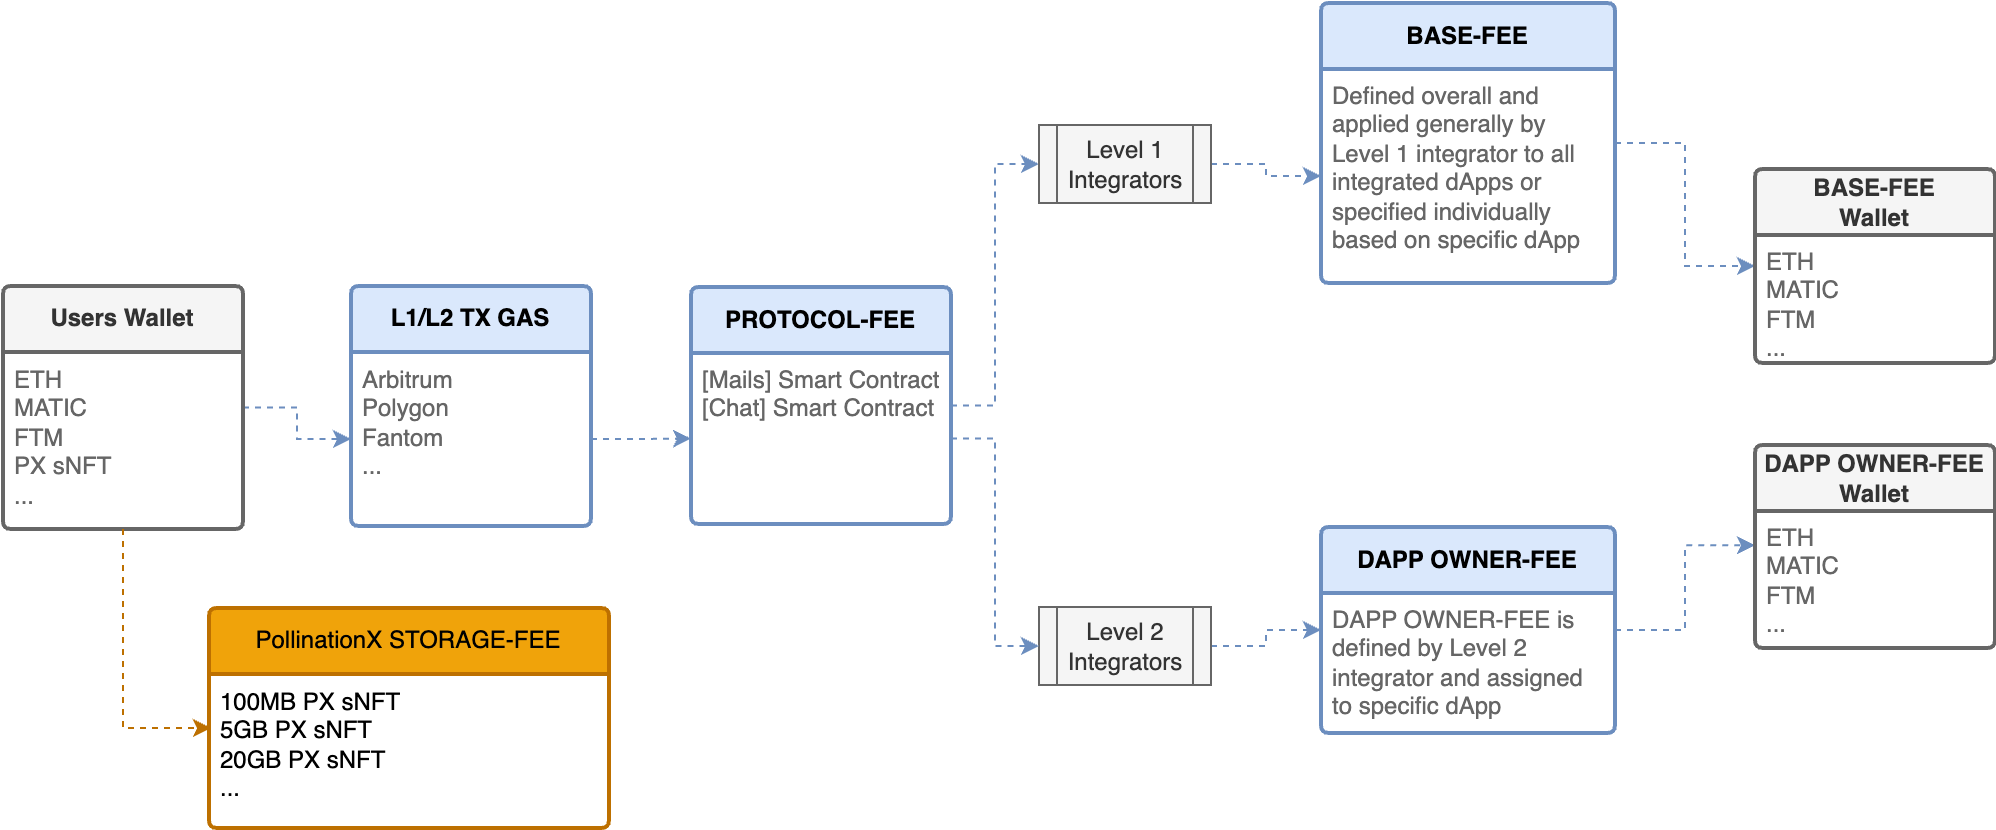 Users Wallet
ETH
MATIC
FTM
PX sNFT
...
PollinationX STORAGE-FEE
100MB PX sNFT
5GB PX sNFT
20GB PX sNFT
...
L1/L2 TX GAS
Arbitrum
Polygon
Fantom
...
PROTOCOL-FEE
[Mails] Smart Contract
[Chat] Smart Contract
Level 1
Integrators
BASE-FEE
Defined overall and
applied generally by
Level 1 integrator to all
integrated dApps or
specified individually
based on specific dApp
BASE-FEE
Wallet
ETH
MATIC
FTM
...
Level 2
Integrators
DAPP OWNER-FEE
DAPP OWNER-FEE is
defined by Level 2
integrator and assigned
to specific dApp
DAPP OWNER-FEE
Wallet
ETH
MATIC
FTM
...